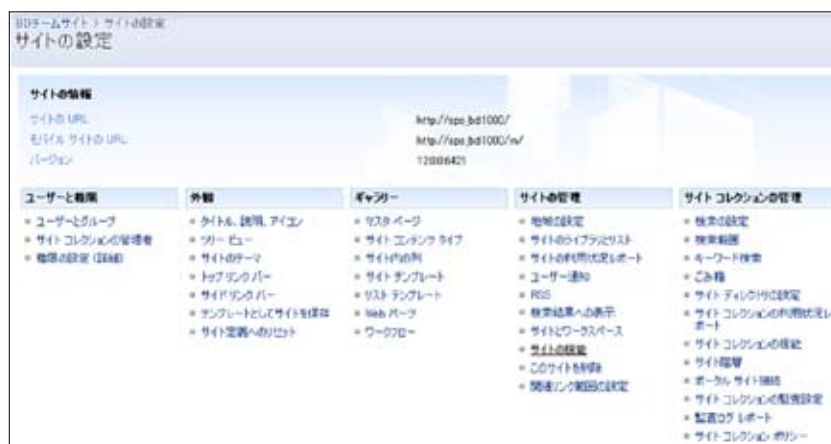 BDチームサイト > サイトの設定
サイトの設定
サイトの情報
サイトの URL
http://sps_bd1000/
モバイル サイトの URL
http://sps_bd1000/m/
バージョン
ユーザーと権限
ユーザーとグループ
サイト コレクションの管理者
権限の設定 (詳細)
外観
タイトル、説明、アイコン
ツリー ビュー
サイトのテーマ
トップ リンク バー
サイド リンク バー
テンプレートとしてサイトを保存
サイト定義へのリセット
ギャラリー
マスタ ページ
サイト コンテンツ タイプ
サイト内の列
サイト テンプレート
リスト テンプレート
Web パーツ
ワークフロー
サイトの管理
地域の設定
サイトのライブラリとリスト
サイトの利用状況レポート
ユーザー通知
RSS
検索結果への表示
サイトとワークスペース
サイトの機能
このサイトを削除
関連リンク範囲の設定
サイト コレクションの管理
検索の設定
検索範囲
キーワード検索
ごみ箱
サイト ディレクトリの設定
サイト コレクションの利用状況レ
ポート
サイト コレクションの機能
サイト階層
ポータル サイト接続
サイト コレクションの監査設定
監査ログ レポート
サイト コレクション ポリシー